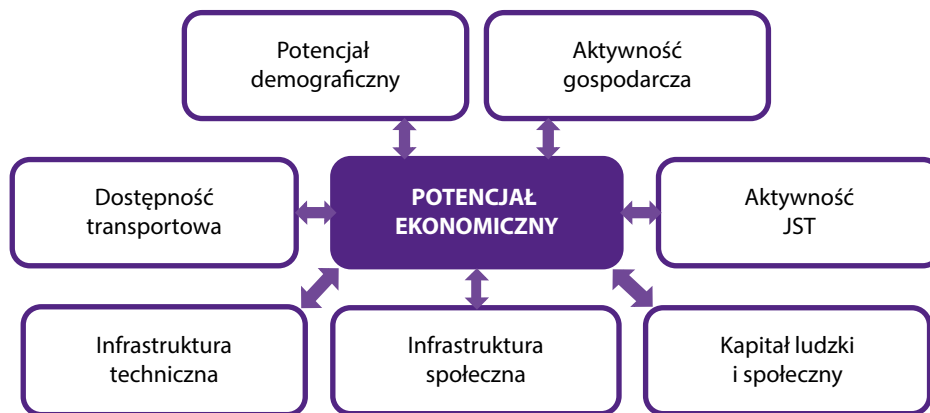 Potencjał
demograficzny
Aktywność
gospodarcza
Dostępność
transportowa
POTENCJAŁ
EKONOMICZNY
Aktywność
JST
Infrastruktura
techniczna
Infrastruktura
społeczna
Kapitał ludzki
i społeczny